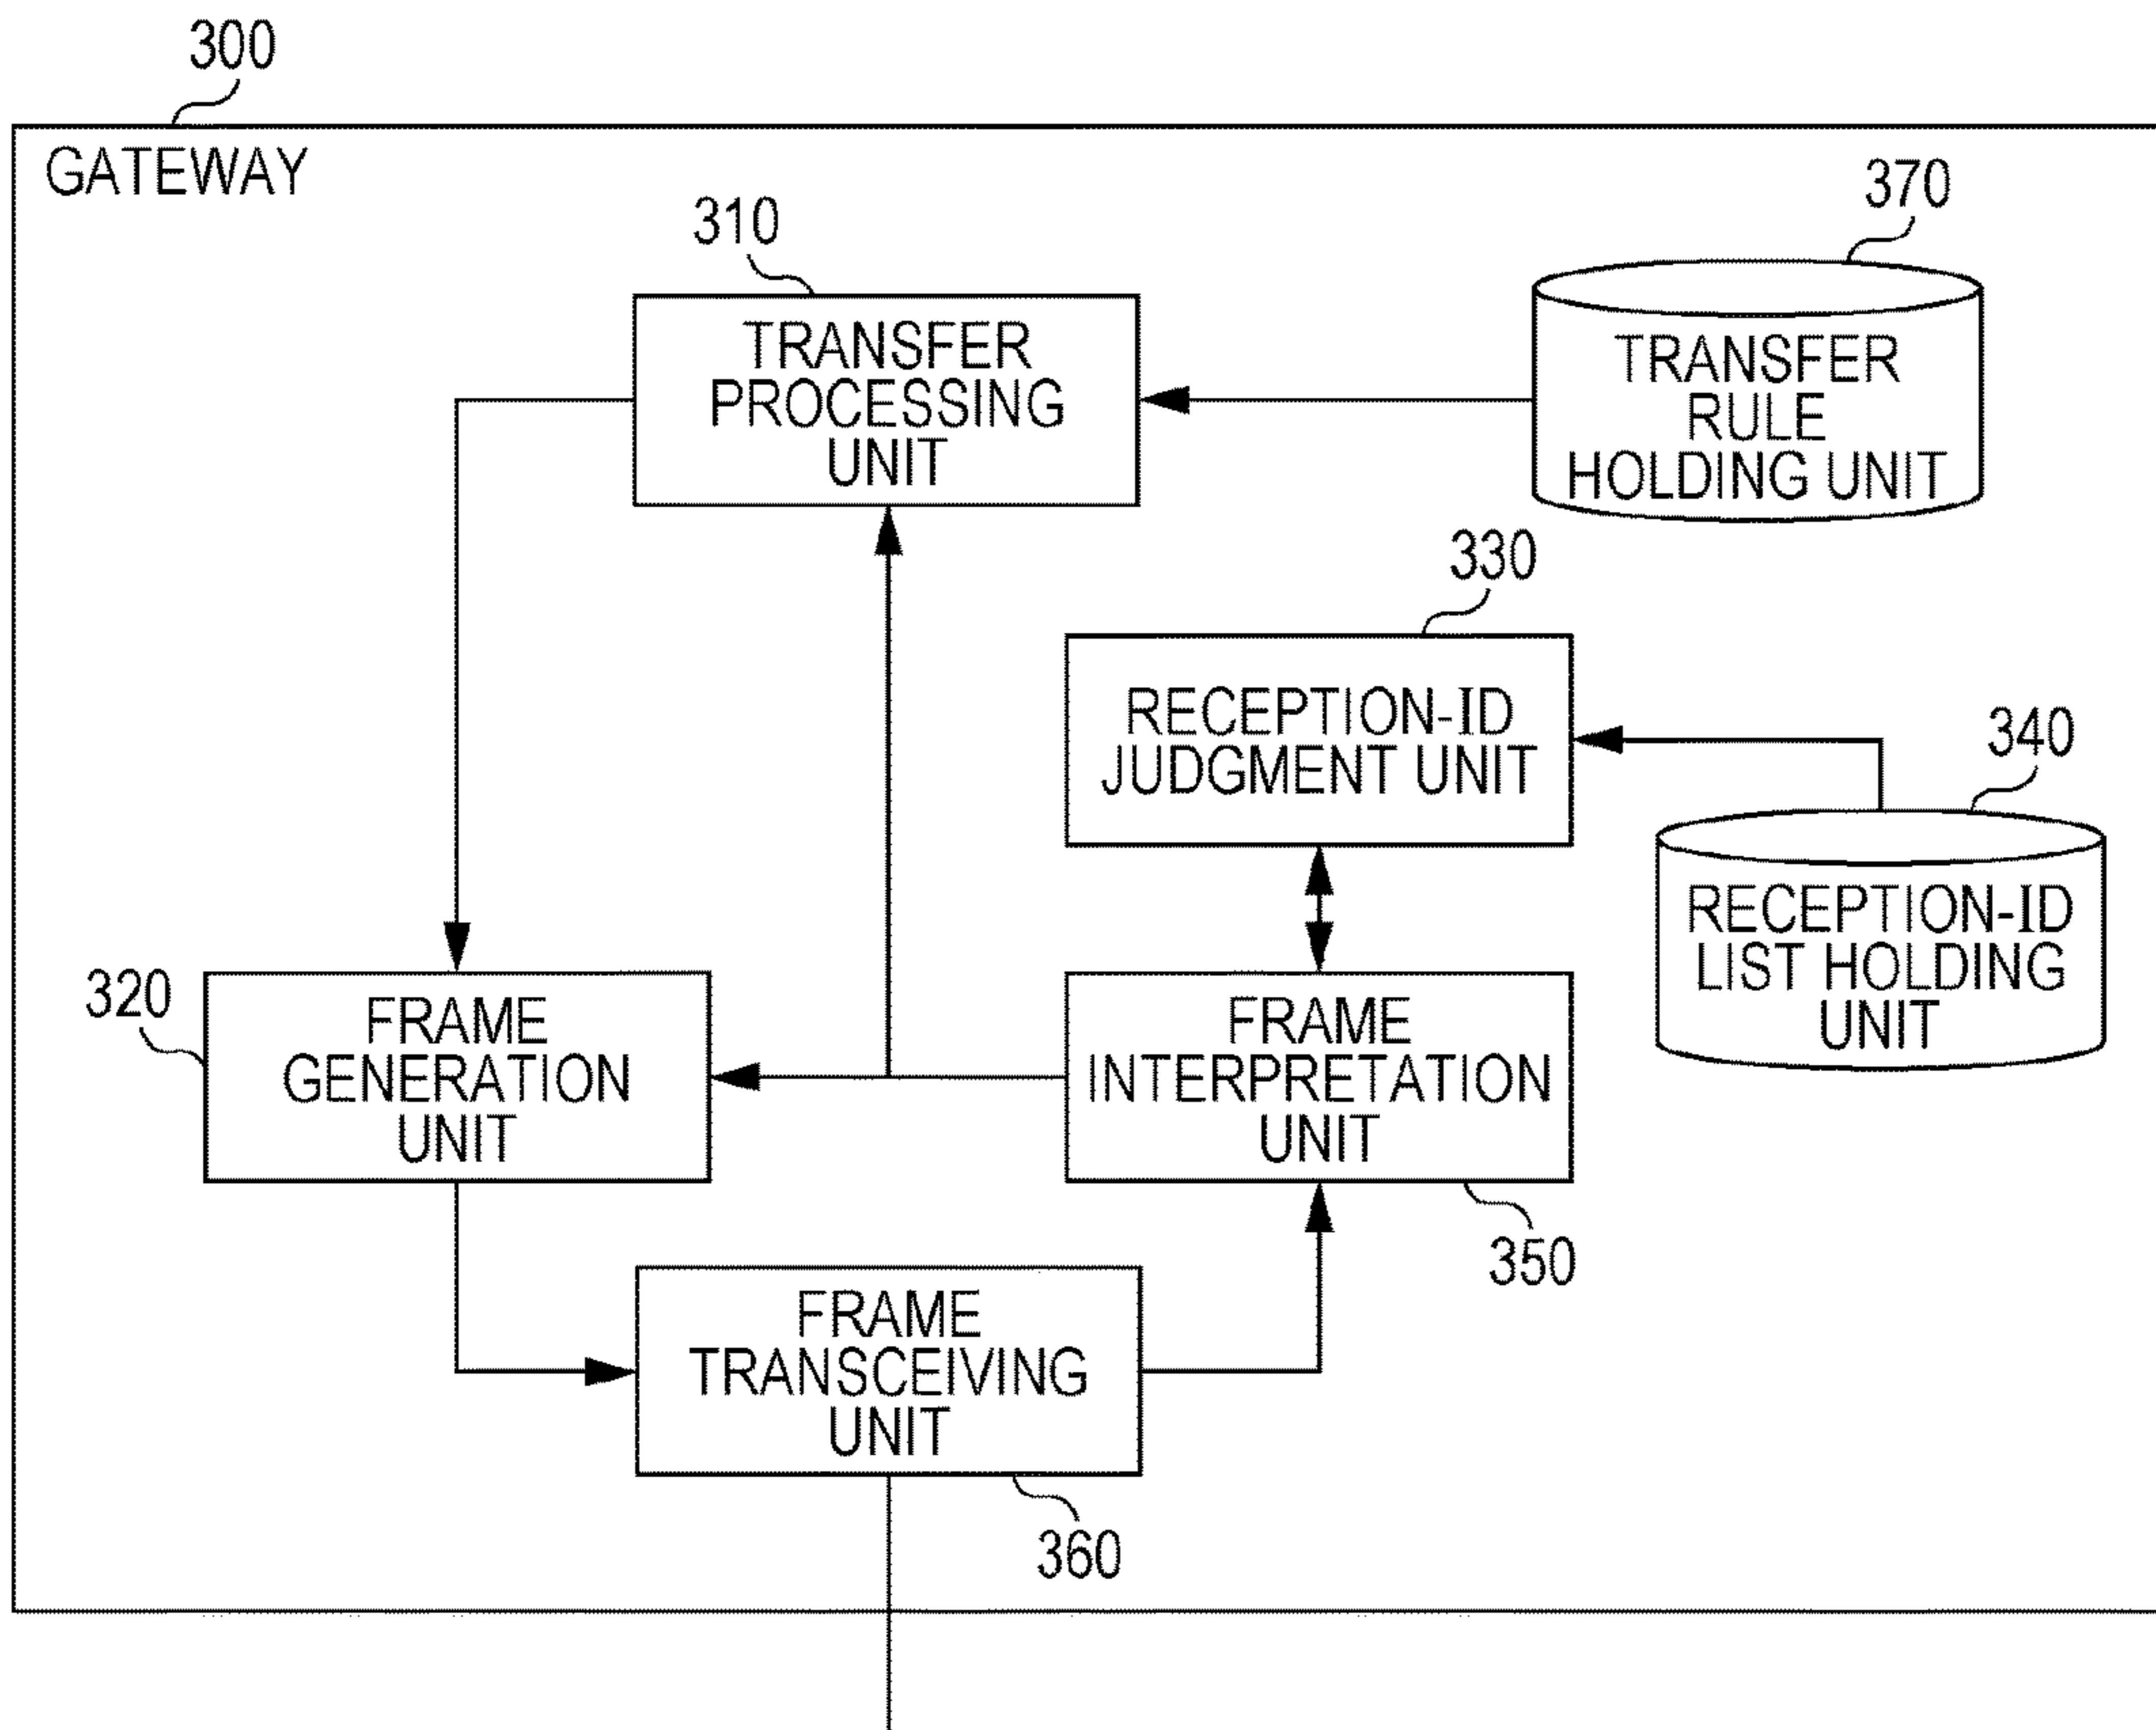 300
GATEWAY
370
310
TRANSFER
PROCESSING
UNIT
TRANSFER
RULE
HOLDING UNIT
330
RECEPTION-ID
JUDGMENT UNIT
340
RECEPTION-ID
LIST HOLDING
UNIT
320
FRAME
GENERATION
UNIT
FRAME
INTERPRETATION
UNIT
350
FRAME
TRANSCEIVING
UNIT
360